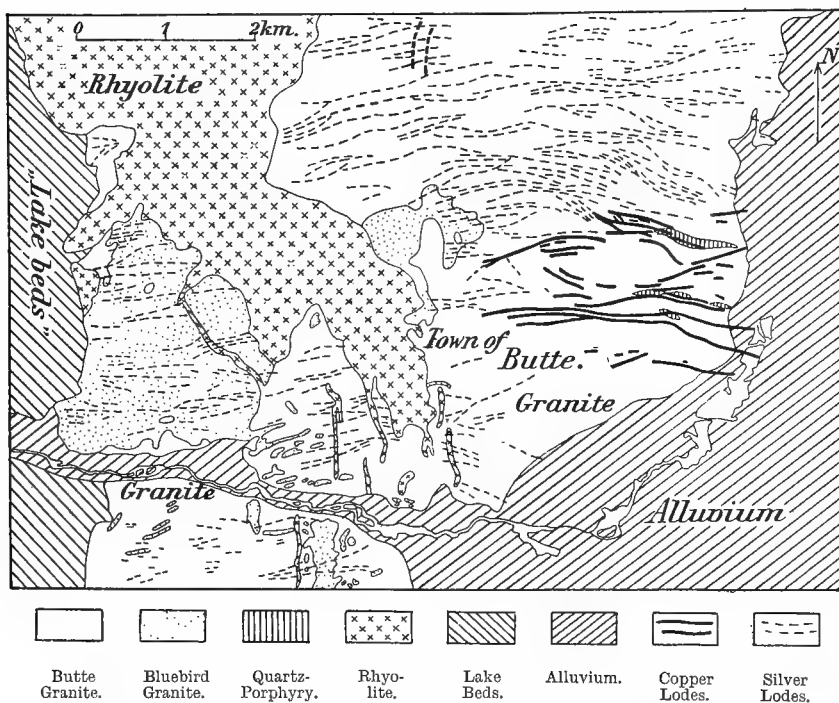 0 1 2km.
Rhyolite
N
„Lake beds"
Town of
Butte.
Granite
Granite
Alluvium
Butte Granite.
Bluebird Granite.
Quartz-Porphyry.
Rhyo-lite.
Lake Beds.
Alluvium.
Copper Lodes.
Silver Lodes.